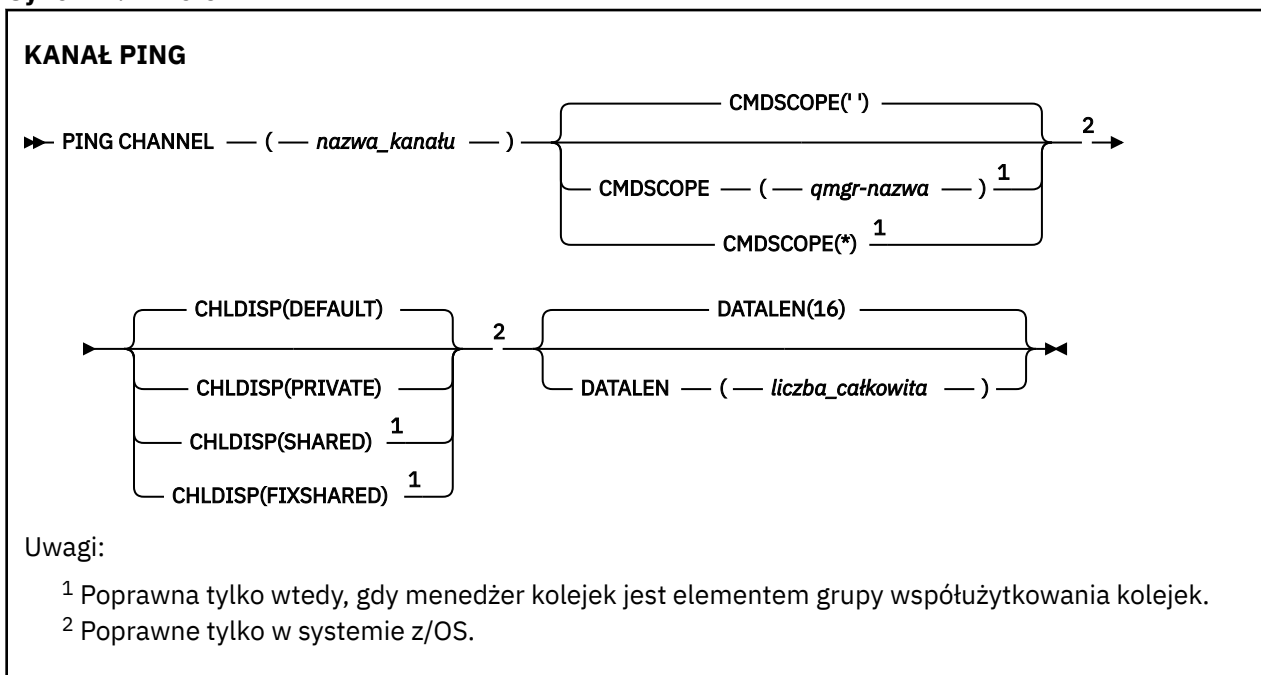 KANAŁ PING
CMDSCOPE(' ')
PING CHANNEL ( nazwa_kanału ) 2
CMDSCOPE ( qmgr-nazwa ) 1
CMDSCOPE(*) 1
CHLDISP(DEFAULT) DATALEN(16)
2
CHLDISP(PRIVATE) DATALEN ( liczba_całkowita )
CHLDISP(SHARED) 1
CHLDISP(FIXSHARED) 1
Uwagi:
1 Poprawna tylko wtedy, gdy menedżer kolejek jest elementem grupy współużytkowania kolejek.
2 Poprawne tylko w systemie z/OS.